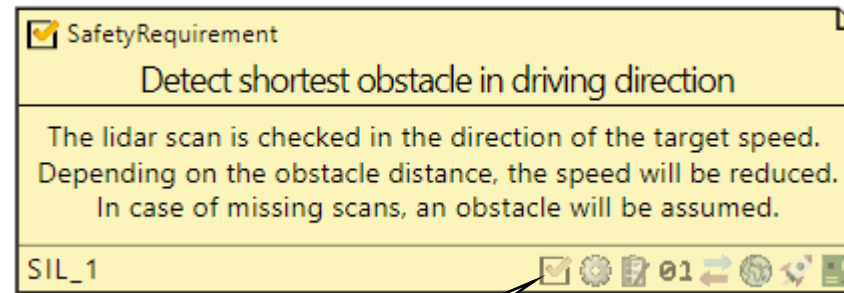 SafetyRequirement
Detect shortest obstacle in driving direction
The lidar scan is checked in the direction of the target speed.
Depending on the obstacle distance, the speed will be reduced.
In case of missing scans, an obstacle will be assumed.
SIL_1
01